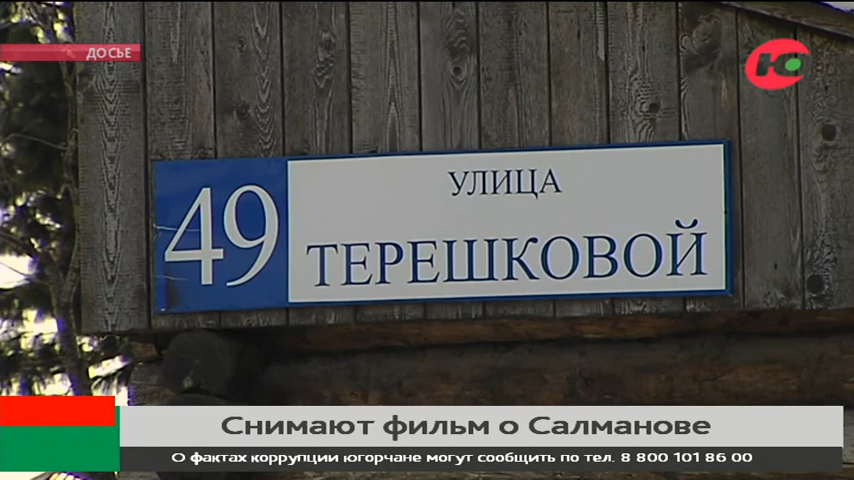 ДОСЬЕ
Ю
49
УЛИЦА
ТЕРЕШКОВОЙ
Снимают фильм о Салманове
О фактах коррупции югорчане могут сообщить по тел. 8 800 101 86 00